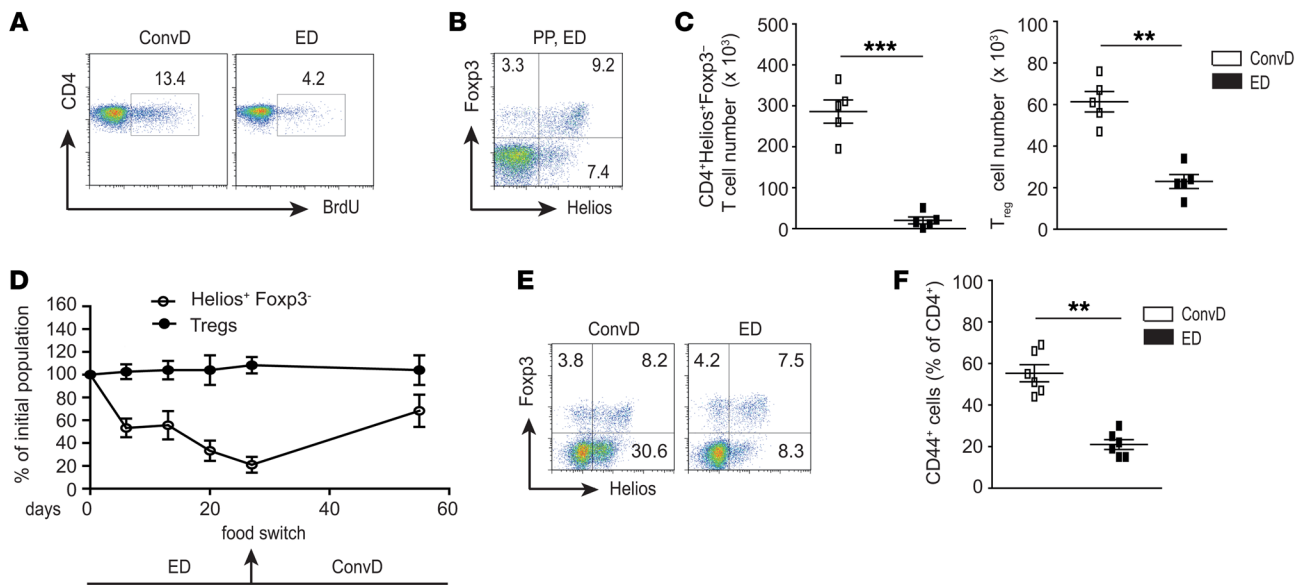 A
ConvD
ED
13.4
4.2
CD4
BrdU
B
PP, ED
3.3
9.2
7.4
Foxp3
Helios
C
CD4⁺Helios⁺Foxp3⁻
T cell number (x 10³)
500
400
300
200
100
0
***
Treg cell number (x 10³)
100
80
60
40
20
0
**
ConvD
ED
D
% of initial population
160
140
120
100
80
60
40
20
0
Helios⁺ Foxp3⁻
Tregs
days
0
20
40
60
food switch
ED
ConvD
E
ConvD
ED
3.8
8.2
30.6
4.2
7.5
8.3
Foxp3
Helios
F
CD44⁺ cells (% of CD4⁺)
100
80
60
40
20
0
**
ConvD
ED